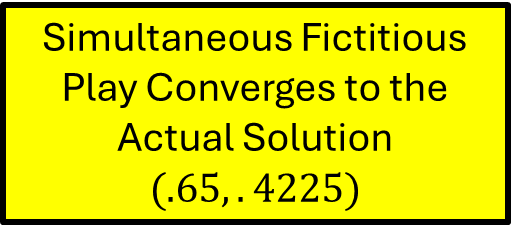 Simultaneous Fictitious
Play Converges to the
Actual Solution
(.65, .4225)